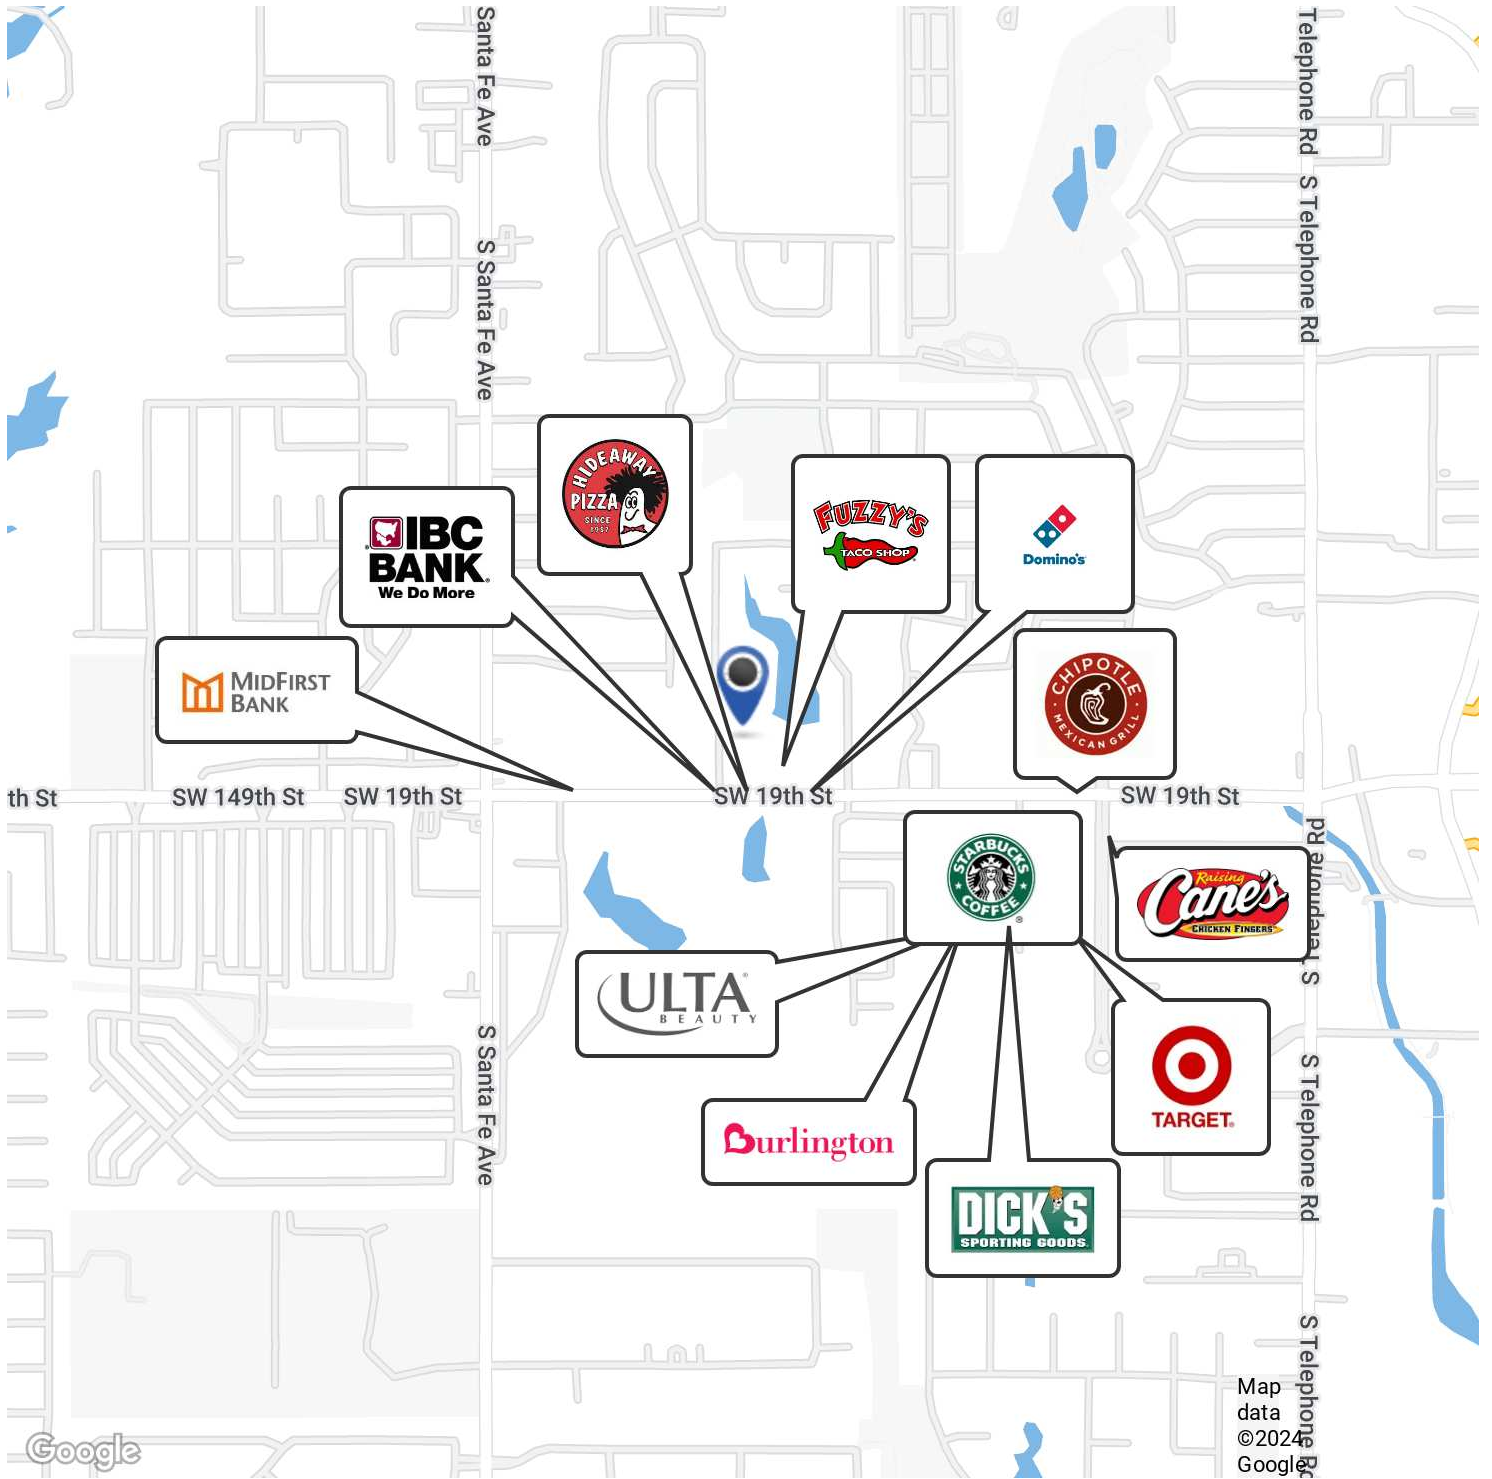 Santa Fe Ave
Telephone Rd
S Telephone Rd
S Santa Fe Ave
HIDEAWAY
PIZZA
SINCE
1957
IBC
BANK
We Do More
FUZZY'S
TACO SHOP
Domino's
MIDFIRST
BANK
CHIPOTLE
MEXICAN GRILL
th St
SW 149th St
SW 19th St
SW 19th St
SW 19th St
STARBUCKS
COFFEE
Raising
Cane's
CHICKEN FINGERS
S Telephone Rd
ULTA
BEAUTY
S Santa Fe Ave
TARGET
Burlington
S Telephone Rd
DICK'S
SPORTING GOODS
S Telephone Rd
Map
data
©2024
Google
Google